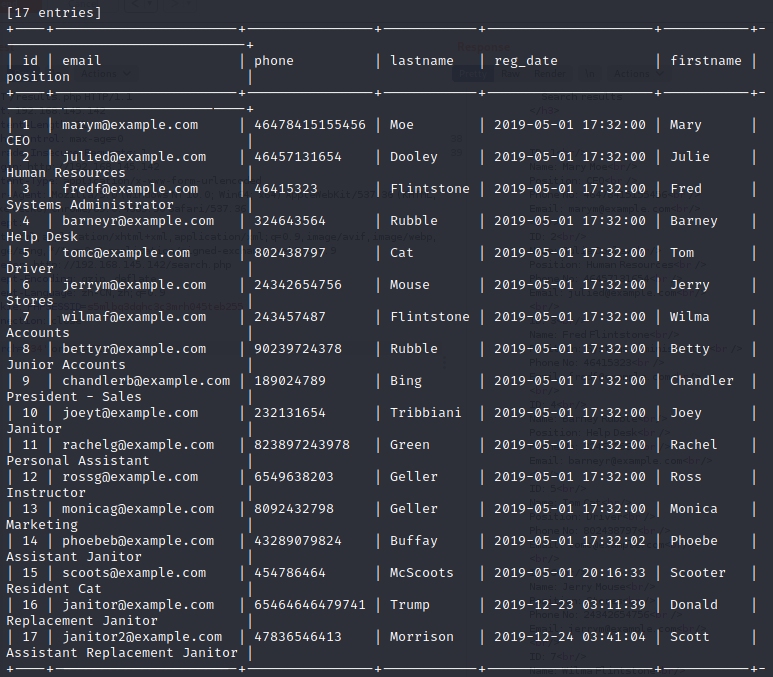 [17 entries]
+----+------------------------+----------------+------------+---------------------+-----------+-
------------------------------+
| id | email                  | phone          | lastname   | reg_date            | firstname |
position                      |
+----+------------------------+----------------+------------+---------------------+-----------+-
------------------------------+
| 1  | marym@example.com      | 46478415155456 | Moe        | 2019-05-01 17:32:00 | Mary      |
CEO                           |
| 2  | julied@example.com     | 46457131654    | Dooley     | 2019-05-01 17:32:00 | Julie     |
Human Resources               |
| 3  | fredf@example.com      | 46415323       | Flintstone | 2019-05-01 17:32:00 | Fred      |
Systems Administrator         |
| 4  | barneyr@example.com    | 324643564      | Rubble     | 2019-05-01 17:32:00 | Barney    |
Help Desk                     |
| 5  | tomc@example.com       | 802438797      | Cat        | 2019-05-01 17:32:00 | Tom       |
Driver                        |
| 6  | jerrym@example.com     | 24342654756    | Mouse      | 2019-05-01 17:32:00 | Jerry     |
Stores                        |
| 7  | wilmaf@example.com     | 243457487      | Flintstone | 2019-05-01 17:32:00 | Wilma     |
Accounts                      |
| 8  | bettyr@example.com     | 90239724378    | Rubble     | 2019-05-01 17:32:00 | Betty     |
Junior Accounts               |
| 9  | chandlerb@example.com  | 189024789      | Bing       | 2019-05-01 17:32:00 | Chandler  |
President - Sales             |
| 10 | joeyt@example.com      | 232131654      | Tribbiani  | 2019-05-01 17:32:00 | Joey      |
Janitor                       |
| 11 | rachelg@example.com    | 823897243978   | Green      | 2019-05-01 17:32:00 | Rachel    |
Personal Assistant            |
| 12 | rossg@example.com      | 6549638203     | Geller     | 2019-05-01 17:32:00 | Ross      |
Instructor                    |
| 13 | monicag@example.com    | 8092432798     | Geller     | 2019-05-01 17:32:00 | Monica    |
Marketing                     |
| 14 | phoebeb@example.com    | 43289079824    | Buffay     | 2019-05-01 17:32:02 | Phoebe    |
Assistant Janitor             |
| 15 | scoots@example.com     | 454786464      | McScoots   | 2019-05-01 20:16:33 | Scooter   |
Resident Cat                  |
| 16 | janitor@example.com    | 65464646479741 | Trump      | 2019-12-23 03:11:39 | Donald    |
Replacement Janitor           |
| 17 | janitor2@example.com   | 47836546413    | Morrison   | 2019-12-24 03:41:04 | Scott     |
Assistant Replacement Janitor |
+----+------------------------+----------------+------------+---------------------+-----------+-